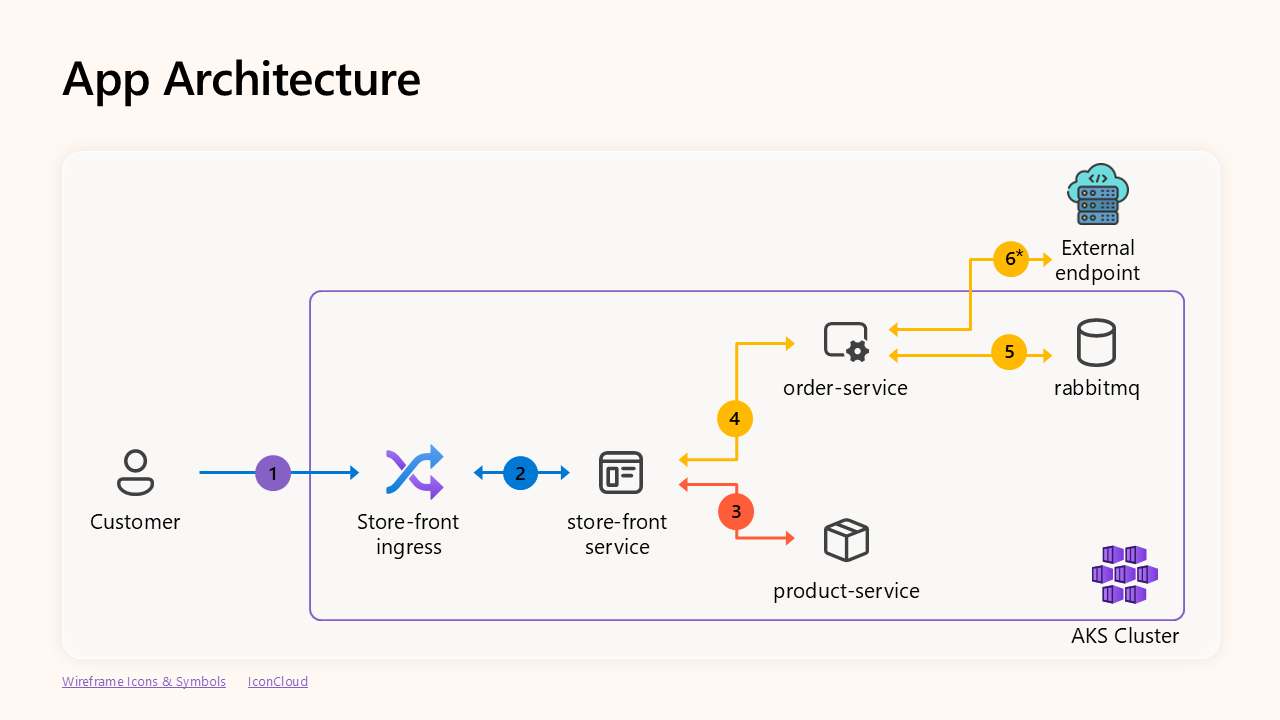 App Architecture
</>
External
endpoint
6*
5
order-service
rabbitmq
4
1
2
Customer
Store-front
ingress
store-front
service
3
product-service
AKS Cluster
Wireframe Icons & Symbols
IconCloud